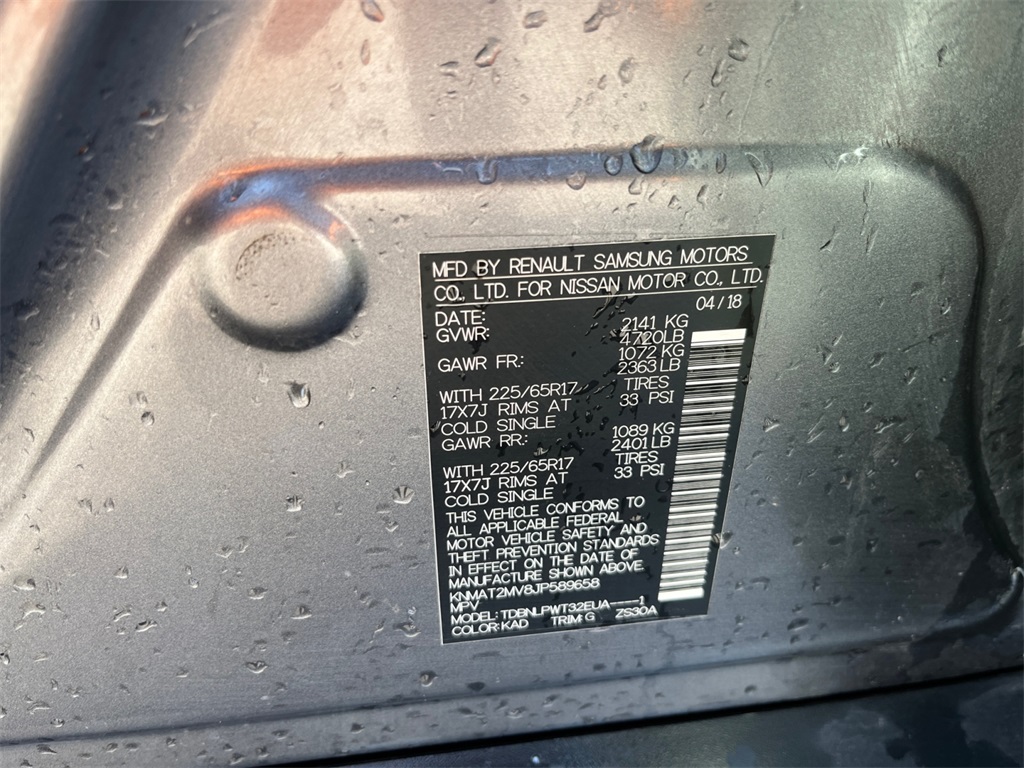 MFD BY RENAULT SAMSUNG MOTORS
CO., LTD. FOR NISSAN MOTOR CO., LTD.
DATE: 04/18
GVWR: 2141 KG
4720LB
GAWR FR: 1072 KG
2363LB
WITH 225/65R17 TIRES
17X7J RIMS AT 33 PSI
COLD SINGLE
GAWR RR: 1089 KG
2401LB
WITH 225/65R17 TIRES
17X7J RIMS AT 33 PSI
COLD SINGLE
THIS VEHICLE CONFORMS TO
ALL APPLICABLE FEDERAL
MOTOR VEHICLE SAFETY AND
THEFT PREVENTION STANDARDS
IN EFFECT ON THE DATE OF
MANUFACTURE SHOWN ABOVE.
KNMAT2MV8JP589658
MPV
MODEL: TDBNLPWT32EUA----1
COLOR: KAD TRIM: G ZS30A